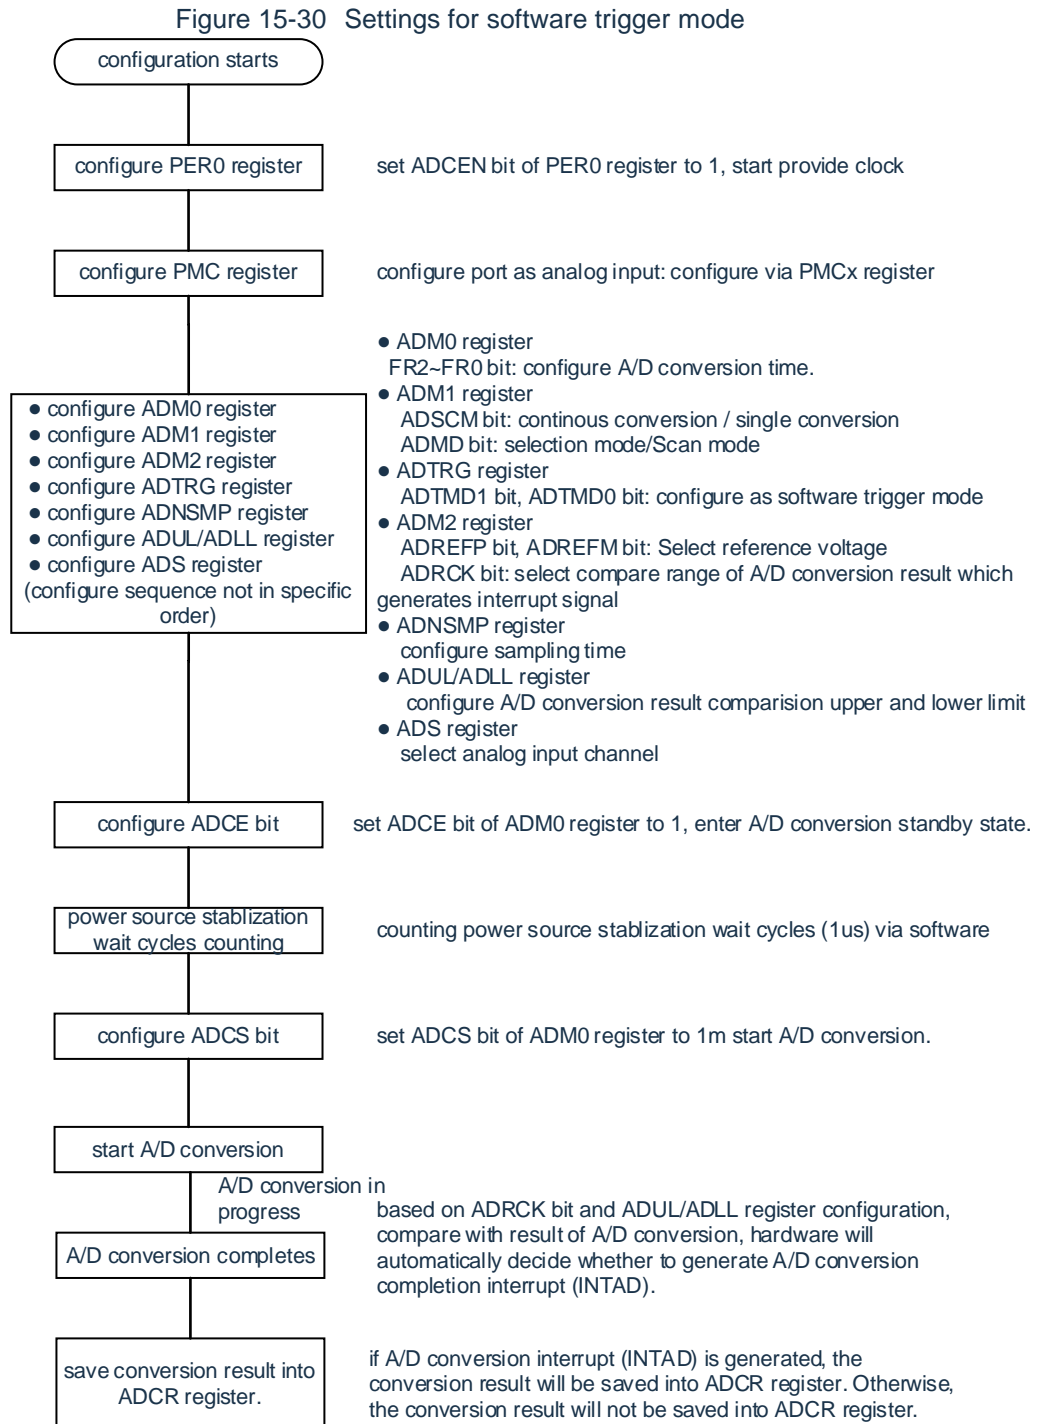 Figure 15-30 Settings for software trigger mode
configuration starts
configure PER0 register
set ADCEN bit of PER0 register to 1, start provide clock
configure PMC register
configure port as analog input: configure via PMCx register
● configure ADM0 register
● configure ADM1 register
● configure ADM2 register
● configure ADTRG register
● configure ADNSMP register
● configure ADUL/ADLL register
● configure ADS register
(configure sequence not in specific
order)
● ADM0 register
FR2~FR0 bit: configure A/D conversion time.
● ADM1 register
ADSCM bit: continous conversion / single conversion
ADMD bit: selection mode/Scan mode
● ADTRG register
ADTMD1 bit, ADTMD0 bit: configure as software trigger mode
● ADM2 register
ADREFP bit, ADREFM bit: Select reference voltage
ADRCK bit: select compare range of A/D conversion result which
generates interrupt signal
● ADNSMP register
configure sampling time
● ADUL/ADLL register
configure A/D conversion result comparision upper and lower limit
● ADS register
select analog input channel
configure ADCE bit
set ADCE bit of ADM0 register to 1, enter A/D conversion standby state.
power source stablization
wait cycles counting
counting power source stablization wait cycles (1us) via software
configure ADCS bit
set ADCS bit of ADM0 register to 1m start A/D conversion.
start A/D conversion
A/D conversion in
progress
A/D conversion completes
based on ADRCK bit and ADUL/ADLL register configuration,
compare with result of A/D conversion, hardware will
automatically decide whether to generate A/D conversion
completion interrupt (INTAD).
save conversion result into
ADCR register.
if A/D conversion interrupt (INTAD) is generated, the
conversion result will be saved into ADCR register. Otherwise,
the conversion result will not be saved into ADCR register.